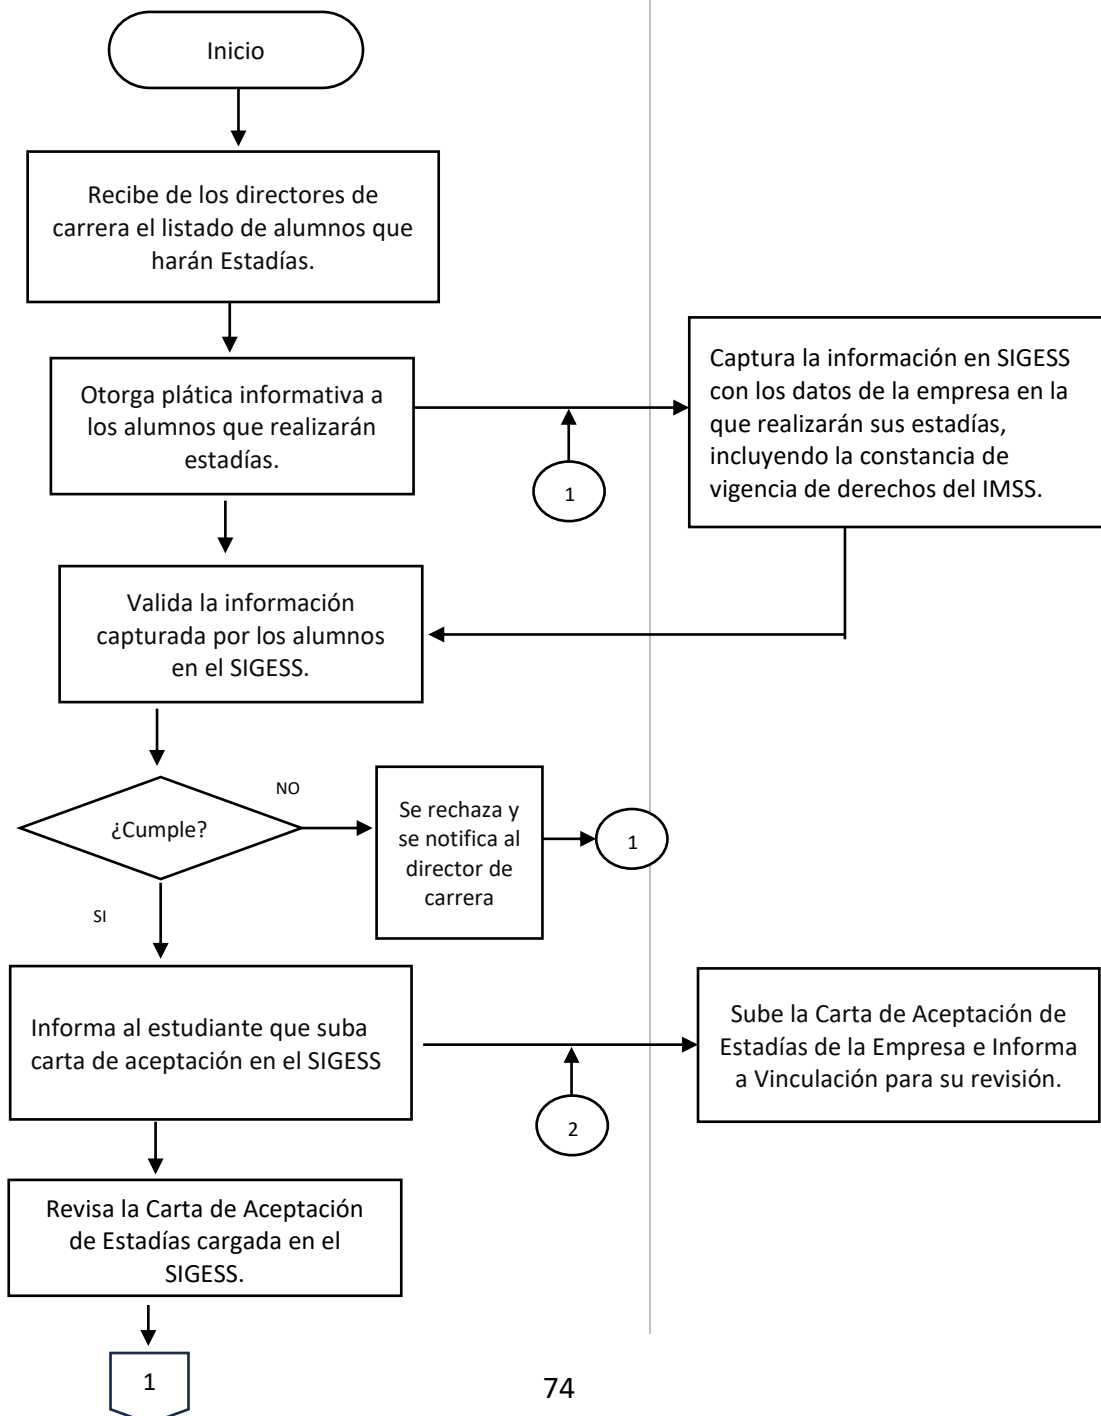 Inicio
Recibe de los directores de
carrera el listado de alumnos que
harán Estadías.
Otorga plática informativa a
los alumnos que realizarán
estadías.
1
Captura la información en SIGESS
con los datos de la empresa en la
que realizarán sus estadías,
incluyendo la constancia de
vigencia de derechos del IMSS.
Valida la información
capturada por los alumnos
en el SIGESS.
¿Cumple?
NO
Se rechaza y
se notifica al
director de
carrera
1
SI
Informa al estudiante que suba
carta de aceptación en el SIGESS
2
Sube la Carta de Aceptación de
Estadías de la Empresa e Informa
a Vinculación para su revisión.
Revisa la Carta de Aceptación
de Estadías cargada en el
SIGESS.
1
74